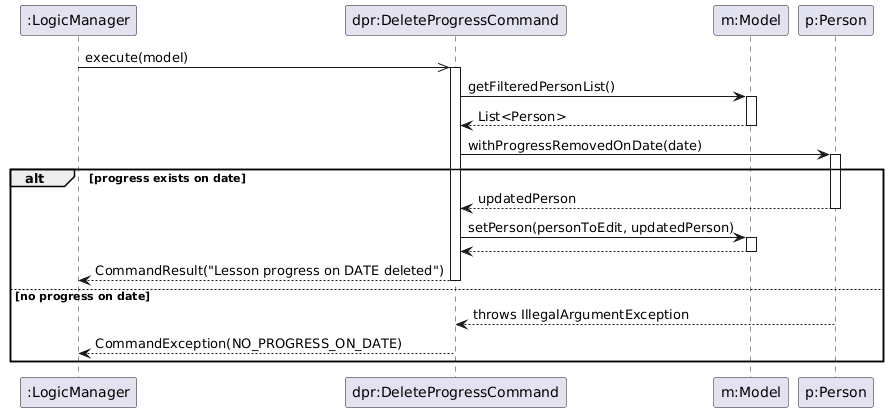 :LogicManager dpr:DeleteProgressCommand m:Model p:Person
execute(model)
getFilteredPersonList()
List<Person>
withProgressRemovedOnDate(date)
alt [progress exists on date]
updatedPerson
setPerson(personToEdit, updatedPerson)
CommandResult("Lesson progress on DATE deleted")
[no progress on date]
throws IllegalArgumentException
CommandException(NO_PROGRESS_ON_DATE)
:LogicManager dpr:DeleteProgressCommand m:Model p:Person